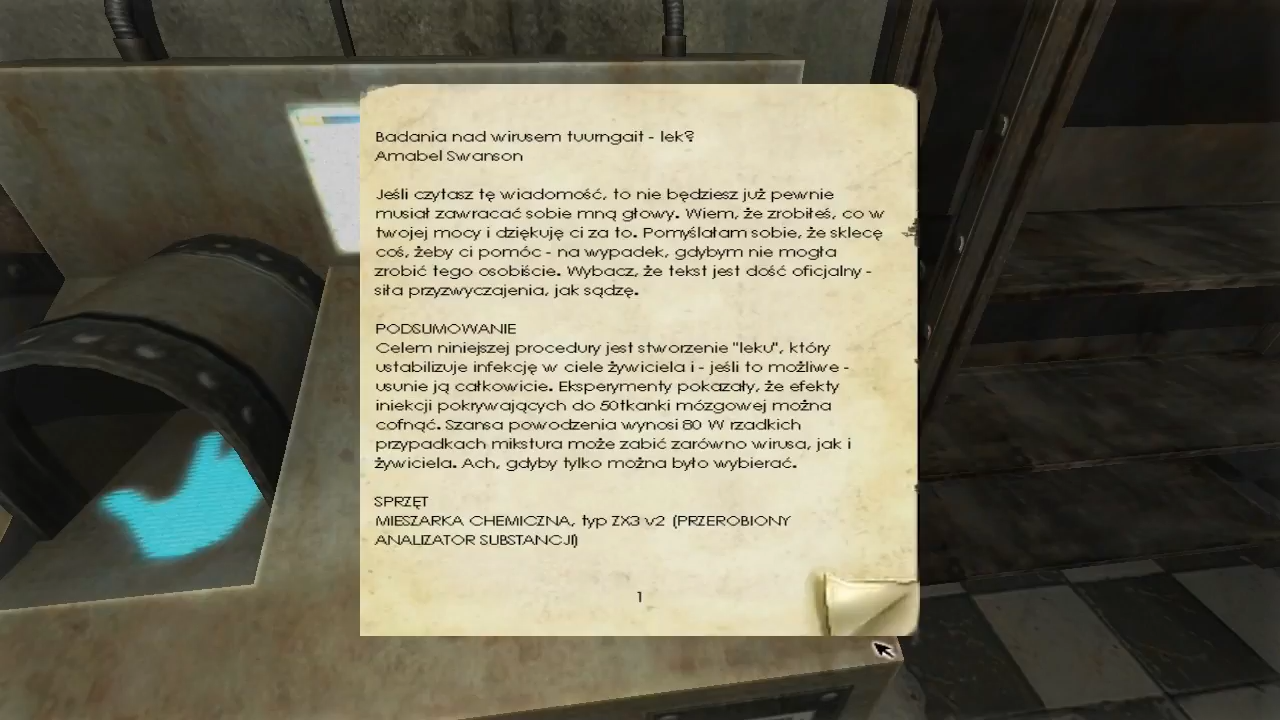 Badania nad wirusem tuurngait - lek?
Amabel Swanson
Jeśli czytasz tę wiadomość, to nie będziesz już pewnie
musiał zawracać sobie mną głowy. Wiem, że zrobiłeś, co w
twojej mocy i dziękuję ci za to. Pomyślałam sobie, że sklecę
coś, żeby ci pomóc - na wypadek, gdybym nie mogła
zrobić tego osobiście. Wybacz, że tekst jest dość oficjalny -
siła przyzwyczajenia, jak sądzę.
PODSUMOWANIE
Celem niniejszej procedury jest stworzenie "leku", który
ustabilizuje infekcję w ciele żywiciela i - jeśli to możliwe -
usunie ją całkowicie. Eksperymenty pokazały, że efekty
iniekcji pokrywających do 50tkanki mózgowej można
cofnąć. Szansa powodzenia wynosi 80 W rzadkich
przypadkach mikstura może zabić zarówno wirusa, jak i
żywiciela. Ach, gdyby tylko można było wybierać.
SPRZĘT
MIESZARKA CHEMICZNA, typ ZX3 v2 (PRZEROBIONY
ANALIZATOR SUBSTANCJI)
1